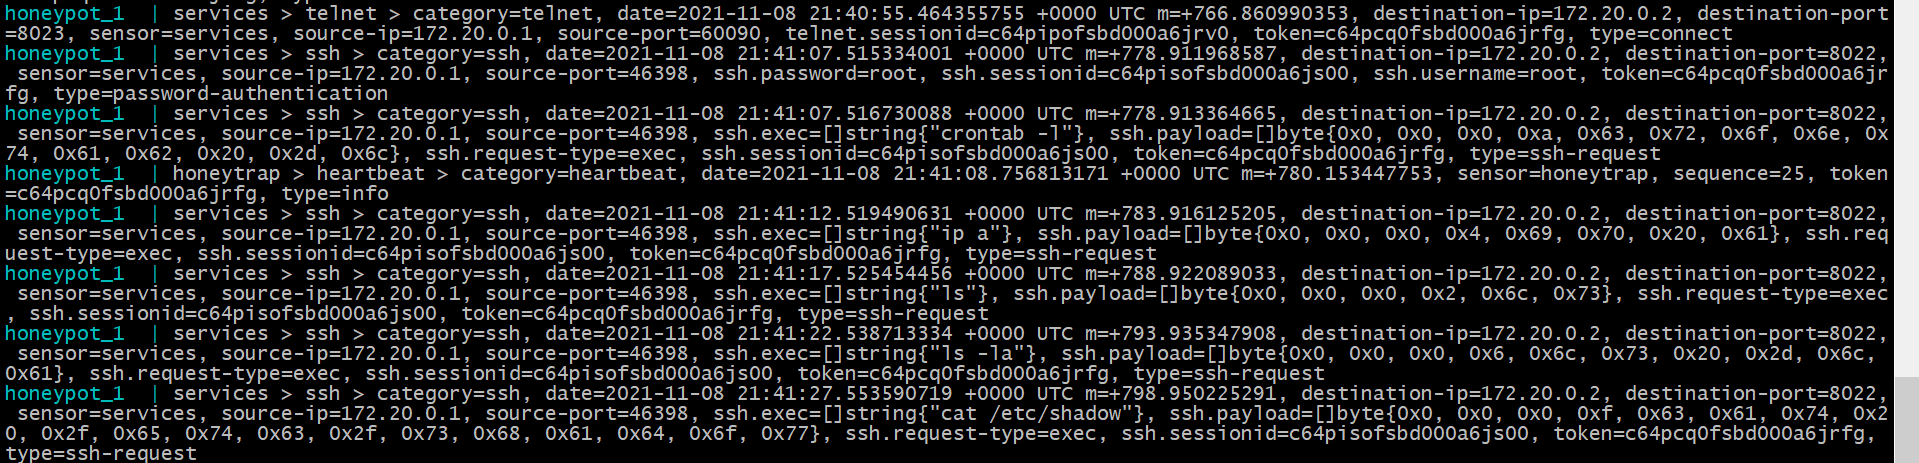 honeypot_1  | services > telnet > category=telnet, date=2021-11-08 21:40:55.464355755 +0000 UTC m=+766.860990353, destination-ip=172.20.0.2, destination-port
=8023, sensor=services, source-ip=172.20.0.1, source-port=60090, telnet.sessionid=c64pipofsbd000a6jrv0, token=c64pcq0fsbd000a6jrfg, type=connect
honeypot_1  | services > ssh > category=ssh, date=2021-11-08 21:41:07.515334001 +0000 UTC m=+778.911968587, destination-ip=172.20.0.2, destination-port=8022,
 sensor=services, source-ip=172.20.0.1, source-port=46398, ssh.password=root, ssh.sessionid=c64pisofsbd000a6js00, ssh.username=root, token=c64pcq0fsbd000a6jr
fg, type=password-authentication
honeypot_1  | services > ssh > category=ssh, date=2021-11-08 21:41:07.516730088 +0000 UTC m=+778.913364665, destination-ip=172.20.0.2, destination-port=8022,
 sensor=services, source-ip=172.20.0.1, source-port=46398, ssh.exec=[]string{"crontab -l"}, ssh.payload=[]byte{0x0, 0x0, 0x0, 0xa, 0x63, 0x72, 0x6f, 0x6e, 0x
74, 0x61, 0x62, 0x20, 0x2d, 0x6c}, ssh.request-type=exec, ssh.sessionid=c64pisofsbd000a6js00, token=c64pcq0fsbd000a6jrfg, type=ssh-request
honeypot_1  | honeytrap > heartbeat > category=heartbeat, date=2021-11-08 21:41:08.756813171 +0000 UTC m=+780.153447753, sensor=honeytrap, sequence=25, token
=c64pcq0fsbd000a6jrfg, type=info
honeypot_1  | services > ssh > category=ssh, date=2021-11-08 21:41:12.519490631 +0000 UTC m=+783.916125205, destination-ip=172.20.0.2, destination-port=8022,
 sensor=services, source-ip=172.20.0.1, source-port=46398, ssh.exec=[]string{"ip a"}, ssh.payload=[]byte{0x0, 0x0, 0x0, 0x4, 0x69, 0x70, 0x20, 0x61}, ssh.req
uest-type=exec, ssh.sessionid=c64pisofsbd000a6js00, token=c64pcq0fsbd000a6jrfg, type=ssh-request
honeypot_1  | services > ssh > category=ssh, date=2021-11-08 21:41:17.525454456 +0000 UTC m=+788.922089033, destination-ip=172.20.0.2, destination-port=8022,
 sensor=services, source-ip=172.20.0.1, source-port=46398, ssh.exec=[]string{"ls"}, ssh.payload=[]byte{0x0, 0x0, 0x0, 0x2, 0x6c, 0x73}, ssh.request-type=exec
, ssh.sessionid=c64pisofsbd000a6js00, token=c64pcq0fsbd000a6jrfg, type=ssh-request
honeypot_1  | services > ssh > category=ssh, date=2021-11-08 21:41:22.538713334 +0000 UTC m=+793.935347908, destination-ip=172.20.0.2, destination-port=8022,
 sensor=services, source-ip=172.20.0.1, source-port=46398, ssh.exec=[]string{"ls -la"}, ssh.payload=[]byte{0x0, 0x0, 0x0, 0x6, 0x6c, 0x73, 0x20, 0x2d, 0x6c,
0x61}, ssh.request-type=exec, ssh.sessionid=c64pisofsbd000a6js00, token=c64pcq0fsbd000a6jrfg, type=ssh-request
honeypot_1  | services > ssh > category=ssh, date=2021-11-08 21:41:27.553590719 +0000 UTC m=+798.950225291, destination-ip=172.20.0.2, destination-port=8022,
 sensor=services, source-ip=172.20.0.1, source-port=46398, ssh.exec=[]string{"cat /etc/shadow"}, ssh.payload=[]byte{0x0, 0x0, 0x0, 0xf, 0x63, 0x61, 0x74, 0x2
0, 0x2f, 0x65, 0x74, 0x63, 0x2f, 0x73, 0x68, 0x61, 0x64, 0x6f, 0x77}, ssh.request-type=exec, ssh.sessionid=c64pisofsbd000a6js00, token=c64pcq0fsbd000a6jrfg,
type=ssh-request